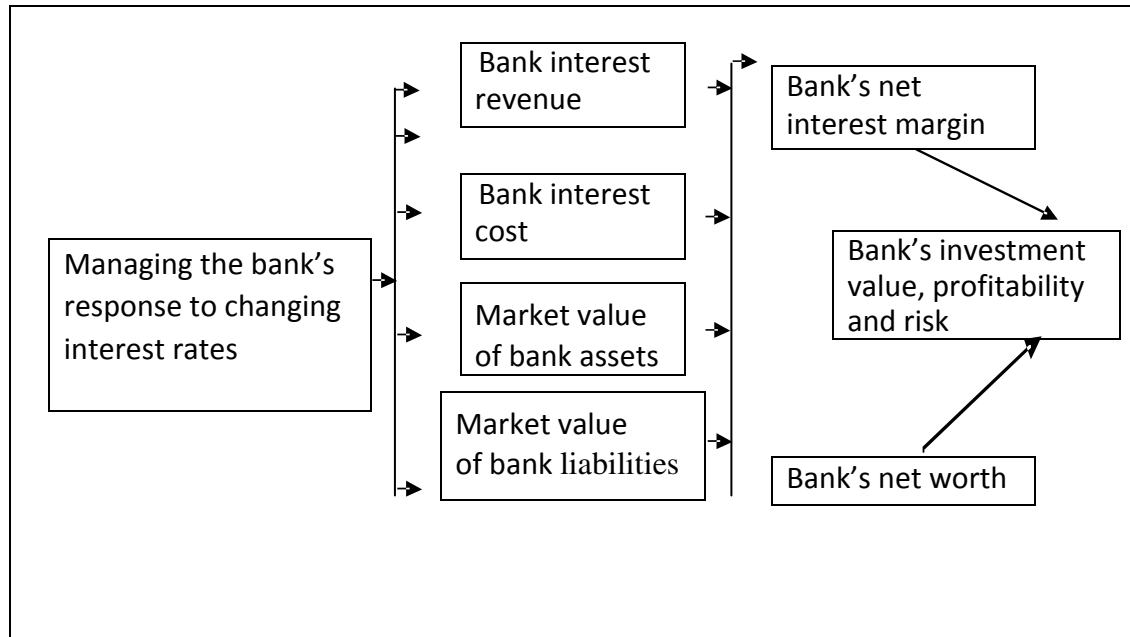 Managing the bank’s
response to changing
interest rates
Bank interest
revenue
Bank interest
cost
Market value
of bank assets
Market value
of bank liabilities
Bank’s net
interest margin
Bank’s investment
value, profitability
and risk
Bank’s net worth